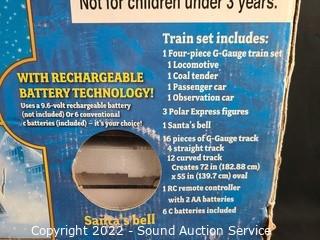 Not for children under 3 years.
Train set includes:
1 Four-piece G-Gauge train set
1 Locomotive
1 Coal tender
1 Passenger car
1 Observation car
3 Polar Express figures
1 Santa's bell
16 pieces of G-Gauge track
4 straight track
12 curved track
Creates 72 in (182.88 cm)
x 55 in (139.7 cm) oval
1 RC remote controller
with 2 AA batteries
6 C batteries included
WITH RECHARGEABLE
BATTERY TECHNOLOGY!
Uses a 9.6-volt rechargeable battery
(not included) Or 6 conventional
C batteries (included) – it's your choice!
Santa's bell
Copyright 2022 - Sound Auction Service